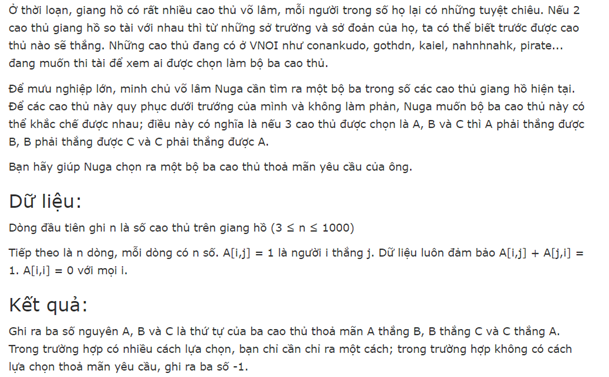 Ở thời loạn, giang hồ có rất nhiều cao thủ võ lâm, mỗi người trong số họ lại có những tuyệt chiêu. Nếu 2
cao thủ giang hồ so tài với nhau thì từ những sở trường và sở đoản của họ, ta có thể biết trước được cao
thủ nào sẽ thắng. Những cao thủ đang có ở VNOI như conankudo, gothdn, kaiel, nahnhnahk, pirate...
đang muốn thi tài để xem ai được chọn làm bộ ba cao thủ.
Để mưu nghiệp lớn, minh chủ võ lâm Nuga cần tìm ra một bộ ba trong số các cao thủ giang hồ hiện tại.
Để các cao thủ này quy phục dưới trướng của mình và không làm phản, Nuga muốn bộ ba cao thủ này có
thể khắc chế được nhau; điều này có nghĩa là nếu 3 cao thủ được chọn là A, B và C thì A phải thắng được
B, B phải thắng được C và C phải thắng được A.
Bạn hãy giúp Nuga chọn ra một bộ ba cao thủ thoả mãn yêu cầu của ông.
Dữ liệu:
Dòng đầu tiên ghi n là số cao thủ trên giang hồ (3 ≤ n ≤ 1000)
Tiếp theo là n dòng, mỗi dòng có n số. A[i,j] = 1 là người i thắng j. Dữ liệu luôn đảm bảo A[i,j] + A[j,i] =
1. A[i,i] = 0 với mọi i.
Kết quả:
Ghi ra ba số nguyên A, B và C là thứ tự của ba cao thủ thoả mãn A thắng B, B thắng C và C thắng A.
Trong trường hợp có nhiều cách lựa chọn, bạn chỉ cần chỉ ra một cách; trong trường hợp không có cách
lựa chọn thoả mãn yêu cầu, ghi ra ba số -1.